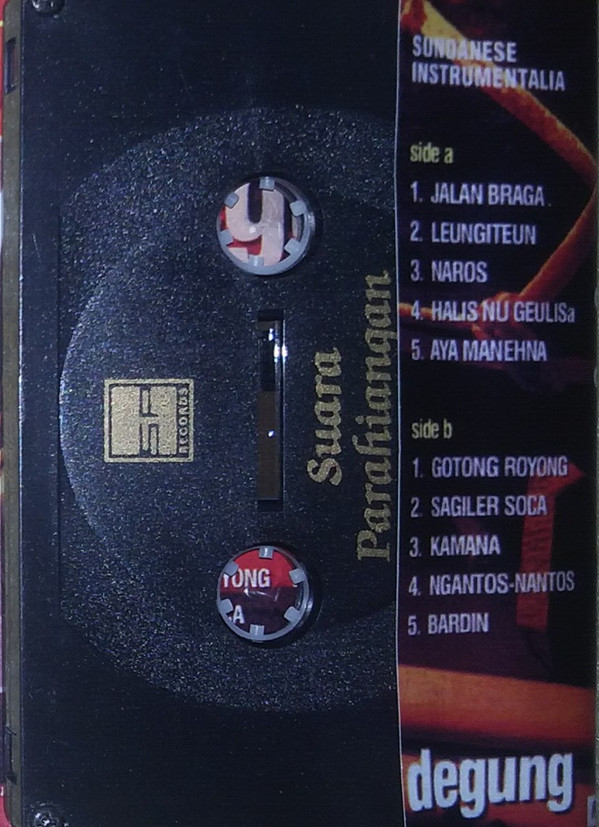 SUNDANESE
INSTRUMENTALIA
side a
1. JALAN BRAGA.
2. LEUNGITEUN
3. NAROS
4. HALIS NU GEULISa
5. AYA MANEHNA
side b
1. GOTONG ROYONG
2. SAGILER SOCA
3. KAMANA
4. NGANTOS-NANTOS
5. BARDIN
degung
Suara
Parahiangan
H
RECORDS
y
YONG
CA